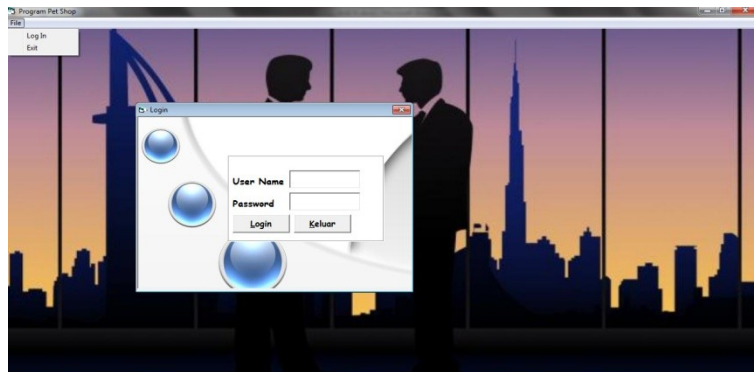 Program Pet Shop
File
Log In
Exit
Login
User Name
Password
Login
Keluar